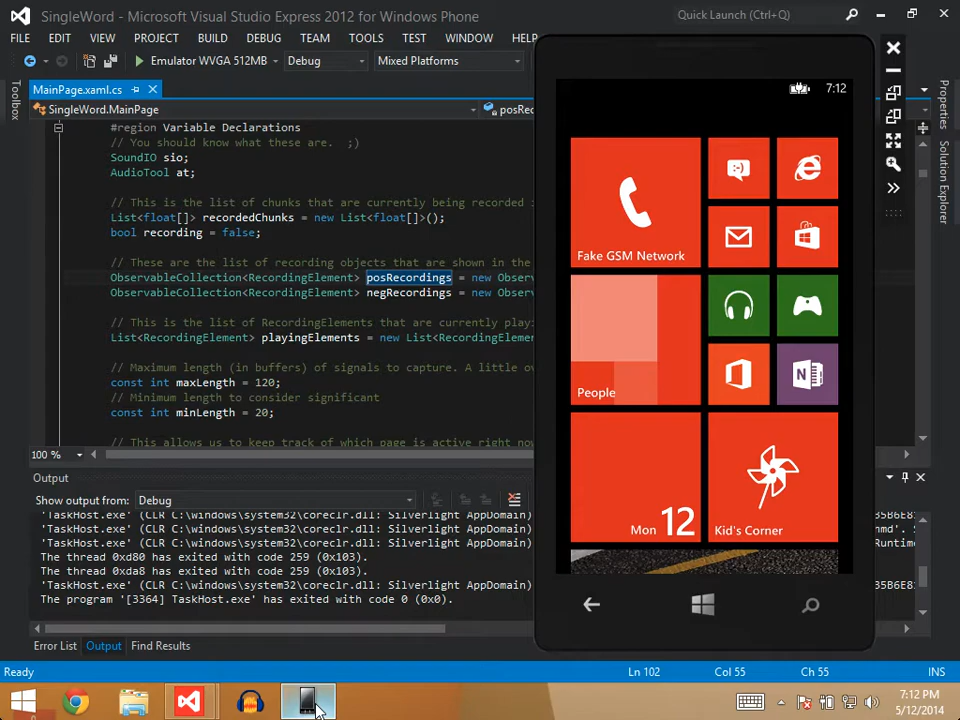 SingleWord - Microsoft Visual Studio Express 2012 for Windows Phone
Quick Launch (Ctrl+Q)
FILE EDIT VIEW PROJECT BUILD DEBUG TEAM TOOLS TEST WINDOW HELP
Emulator WVGA 512MB Debug Mixed Platforms
Toolbox
MainPage.xaml.cs
SingleWord.MainPage posRec
#region Variable Declarations
// You should know what these are.  ;)
SoundIO sio;
AudioTool at;
// This is the list of chunks that are currently being recorded
List<float[]> recordedChunks = new List<float[]>();
bool recording = false;
// These are the list of recording objects that are shown in the
ObservableCollection<RecordingElement> posRecordings = new Obser
ObservableCollection<RecordingElement> negRecordings = new Obser
// This is the list of RecordingElements that are currently playi
List<RecordingElement> playingElements = new List<RecordingElemen
// Maximum length (in buffers) of signals to capture. A little ov
const int maxLength = 120;
// Minimum length to consider significant
const int minLength = 20;
// This allows us to keep track of which page is active right now
100 %
Output
Show output from: Debug
'TaskHost.exe' (CLR C:\windows\system32\coreclr.dll: Silverlight AppDomain)
'TaskHost.exe' (CLR C:\windows\system32\coreclr.dll: Silverlight AppDomain)
'TaskHost.exe' (CLR C:\windows\system32\coreclr.dll: Silverlight AppDomain)
The thread 0xd80 has exited with code 259 (0x103).
The thread 0xda8 has exited with code 259 (0x103).
'TaskHost.exe' (CLR C:\windows\system32\coreclr.dll: Silverlight AppDomain)
The program '[3364] TaskHost.exe' has exited with code 0 (0x0).
Error List Output Find Results
Ready Ln 102 Col 55 Ch 55 INS
7:12
Fake GSM Network
People
Mon 12
Kid's Corner
Properties
Solution Explorer
7:12 PM
5/12/2014